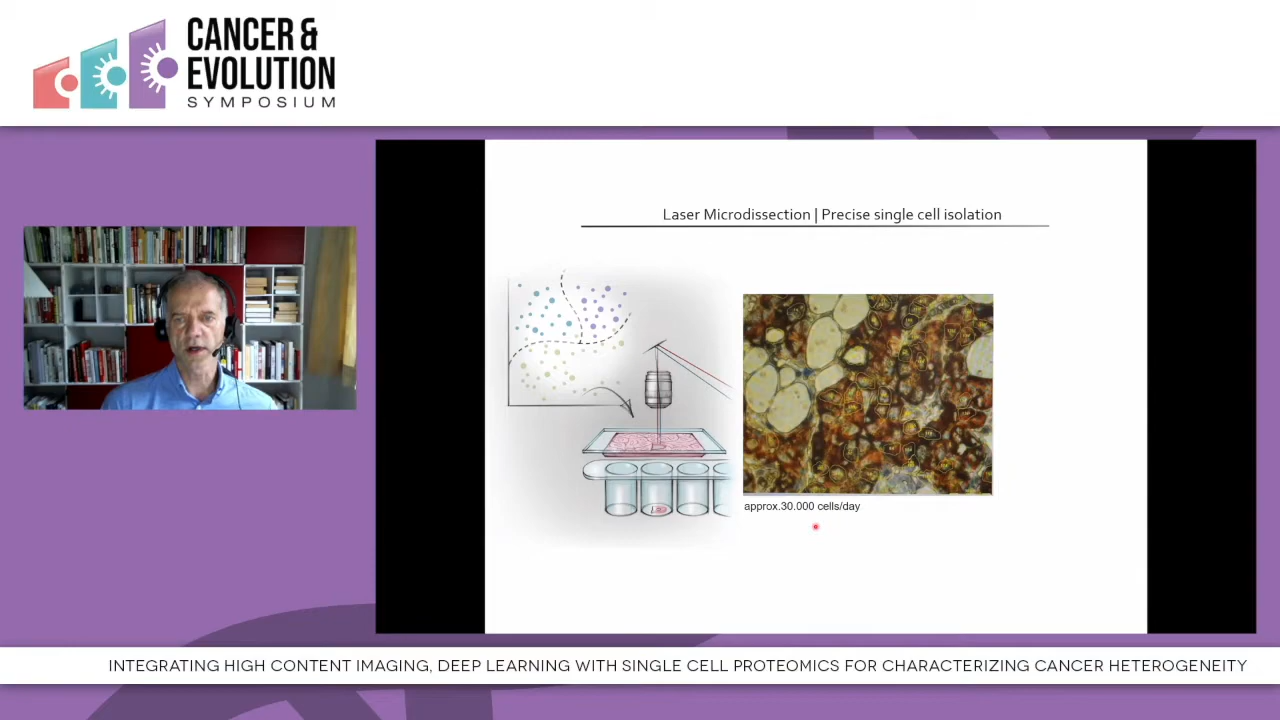 CANCER &
EVOLUTION
SYMPOSIUM
Laser Microdissection | Precise single cell isolation
approx.30.000 cells/day
INTEGRATING HIGH CONTENT IMAGING, DEEP LEARNING WITH SINGLE CELL PROTEOMICS FOR CHARACTERIZING CANCER HETEROGENEITY